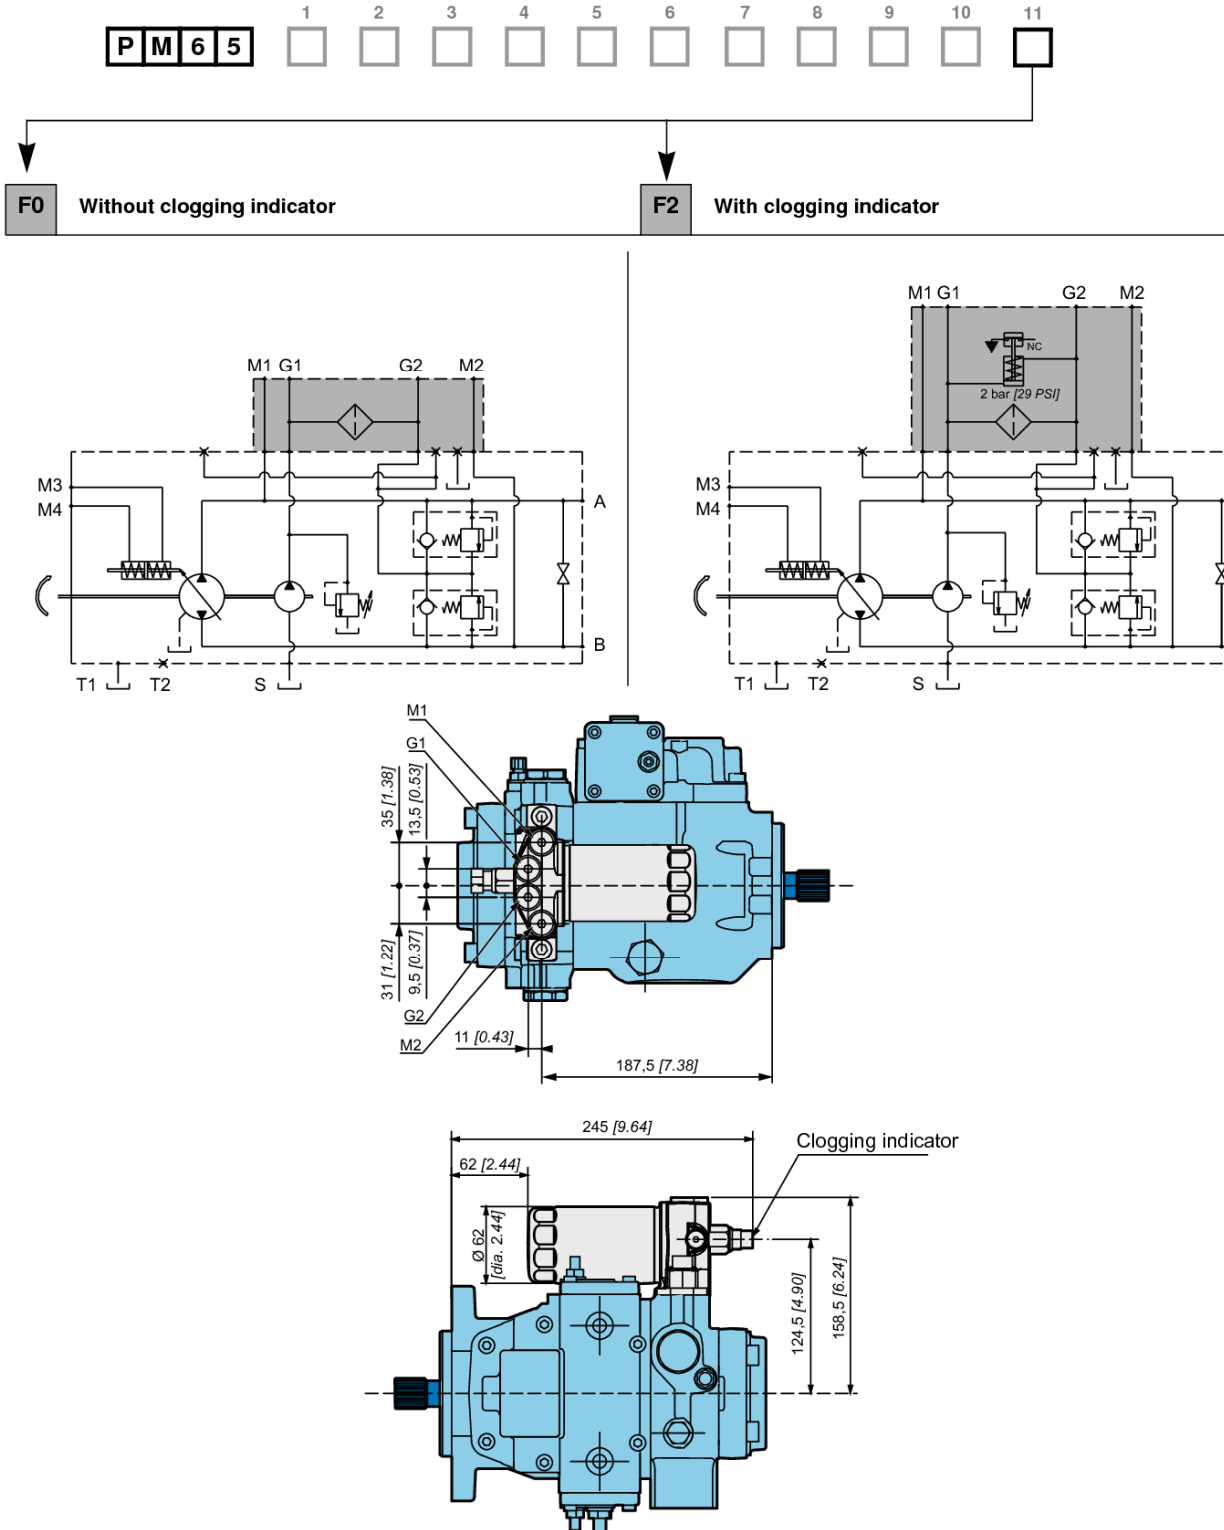 1 2 3 4 5 6 7 8 9 10 11
P M 6 5
F0 Without clogging indicator
F2 With clogging indicator
M1 G1 G2 M2
M3
M4
A
B
T1 T2 S
M1 G1 G2 M2
NC
2 bar [29 PSI]
M3
M4
T1 T2 S
M1
G1
35 [1.38]
13,5 [0.53]
31 [1.22]
9,5 [0.37]
G2
M2
11 [0.43]
187,5 [7.38]
245 [9.64]
Clogging indicator
62 [2.44]
Ø 62
[dia. 2.44]
124,5 [4.90]
158,5 [6.24]